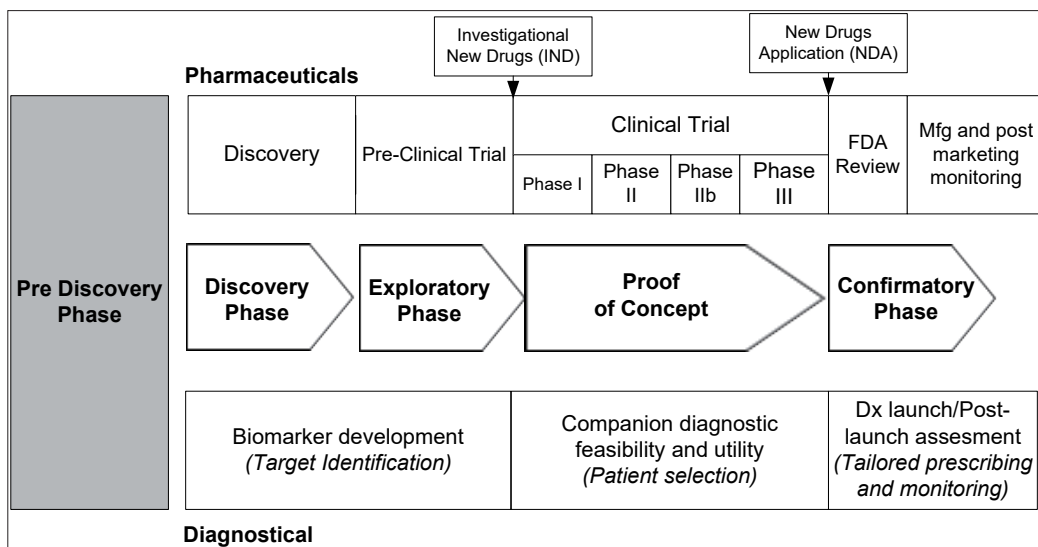 Investigational
New Drugs (IND)
New Drugs
Application (NDA)
Pharmaceuticals
Pre Discovery
Phase
Discovery
Pre-Clinical Trial
Clinical Trial
Phase I
Phase
II
Phase
IIb
Phase
III
FDA
Review
Mfg and post
marketing
monitoring
Discovery
Phase
Exploratory
Phase
Proof
of Concept
Confirmatory
Phase
Biomarker development
(Target Identification)
Companion diagnostic
feasibility and utility
(Patient selection)
Dx launch/Post-
launch assesment
(Tailored prescribing
and monitoring)
Diagnostical